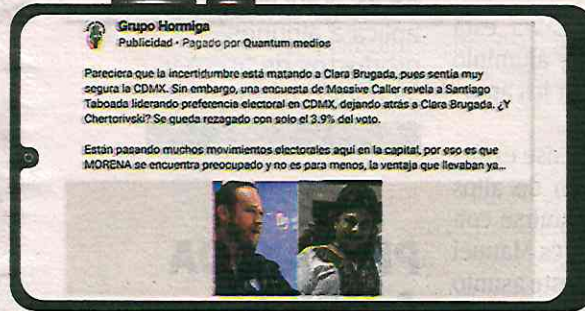 Grupo Hormiga
Publicidad · Pagado por Quantum medios
Pareciera que la incertidumbre está matando a Clara Brugada, pues sentía muy
segura la CDMX. Sin embargo, una encuesta de Massive Caller revela a Santiago
Taboada liderando preferencia electoral en CDMX, dejando atrás a Clara Brugada. ¿Y
Chertorivski? Se queda rezagado con solo el 3.9% del voto.
Están pasando muchos movimientos electorales aquí en la capital, por eso es que
MORENA se encuentra preocupado y no es para menos, la ventaja que llevaban ya...